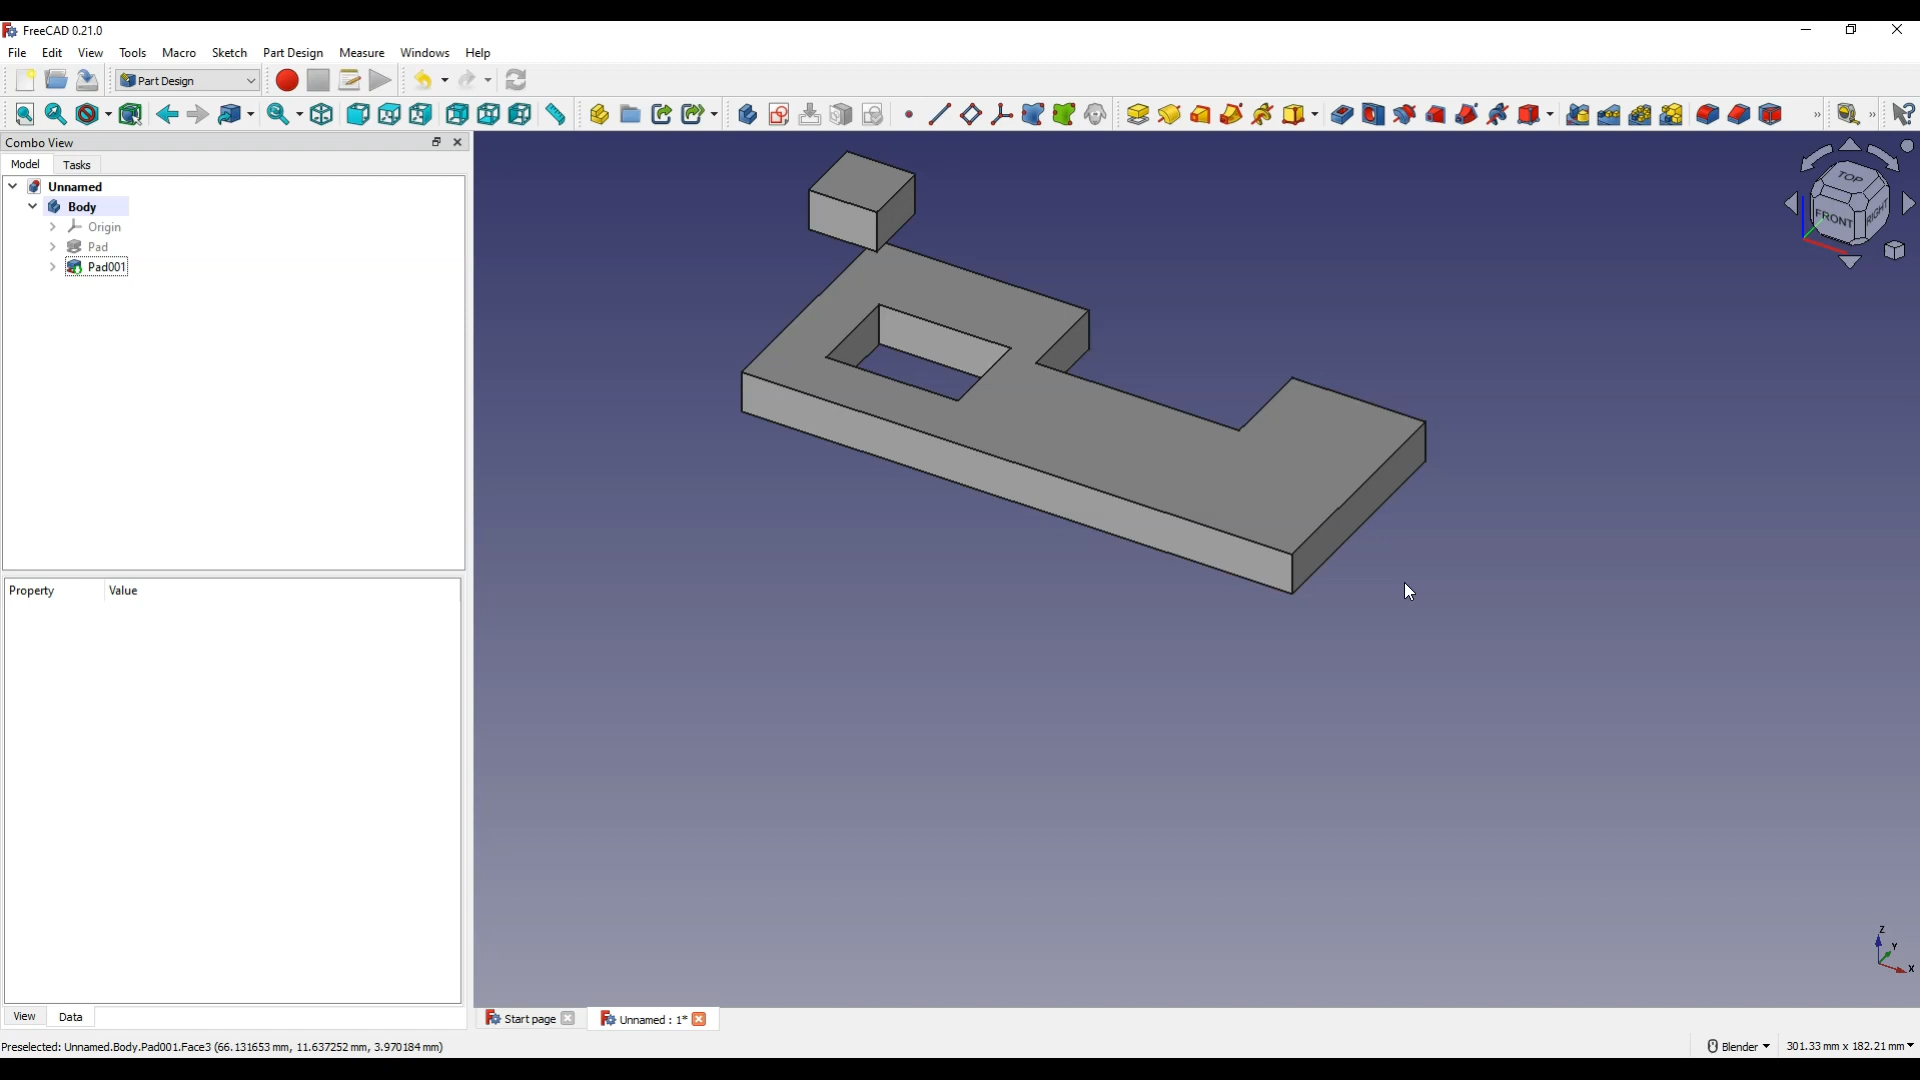 FreeCAD 0.21.0
File Edit View Tools Macro Sketch Part Design Measure Windows Help
Part Design
» »
Combo View
Model Tasks
Unnamed
Body
Origin
Pad
Pad001
Property Value
TOP
FRONT RIGHT
Z
Y
X
View Data
Start page Unnamed : 1*
Preselected: Unnamed.Body.Pad001.Face3 (66.131653 mm, 11.637252 mm, 3.970184 mm)
Blender 301.33 mm x 182.21 mm